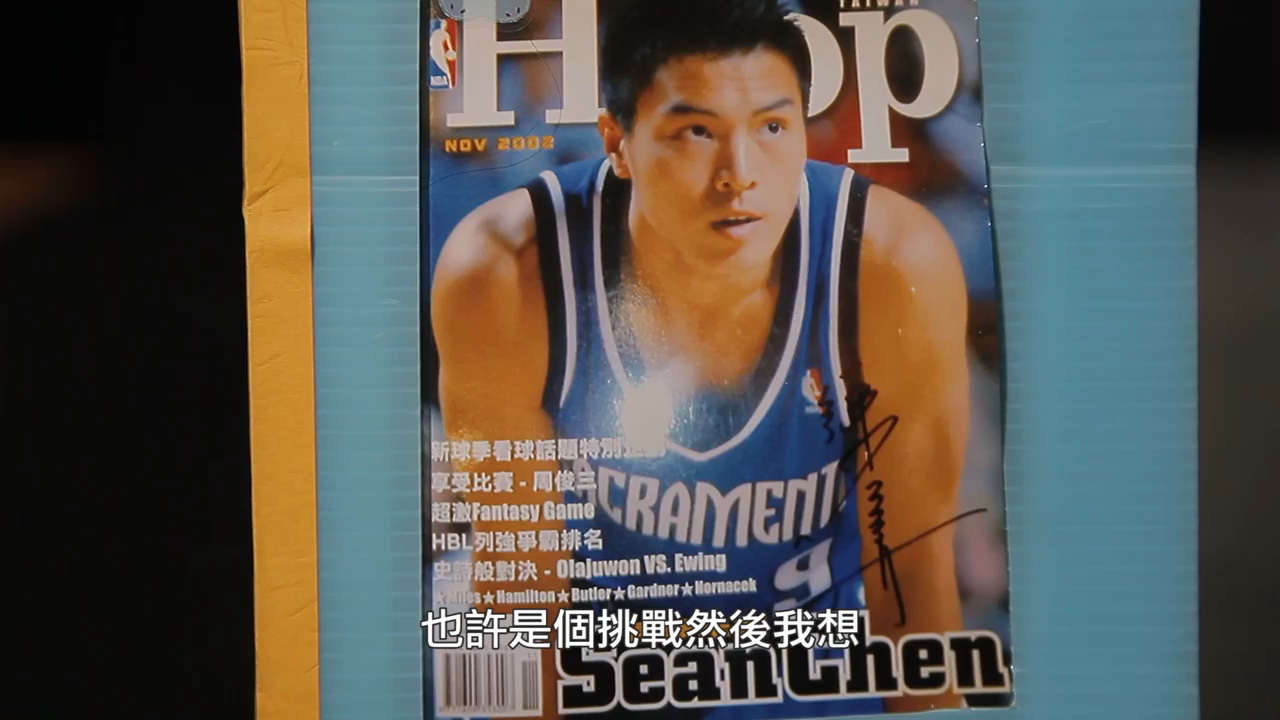 TAIWAN
Hoop
NBA
NOV 2002
新球季看球話題特別
享受比賽 - 周俊三
超激Fantasy Game
HBL列強爭霸排名
史詩般對決 - Olajuwon VS. Ewing
★Miles★Hamilton★Butler★Gardner★Hornacek
SACRAMENTO
9
也許是個挑戰然後我想
Sean Chen